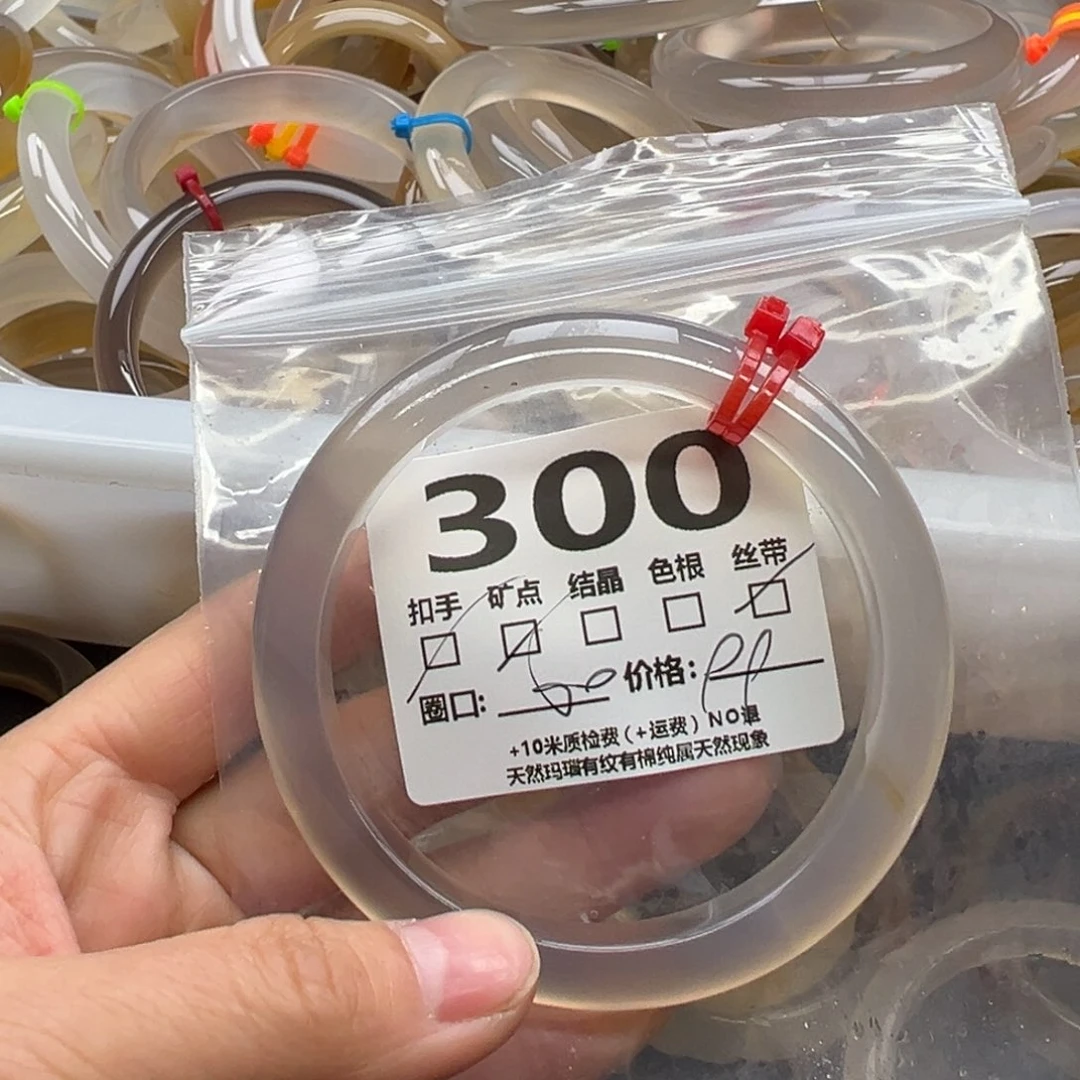 300
扣手 矿点 结晶 色根 丝带
圈口: 价格:
+10米质检费(+运费)NO退
天然玛瑙有纹有棉纯属天然现象